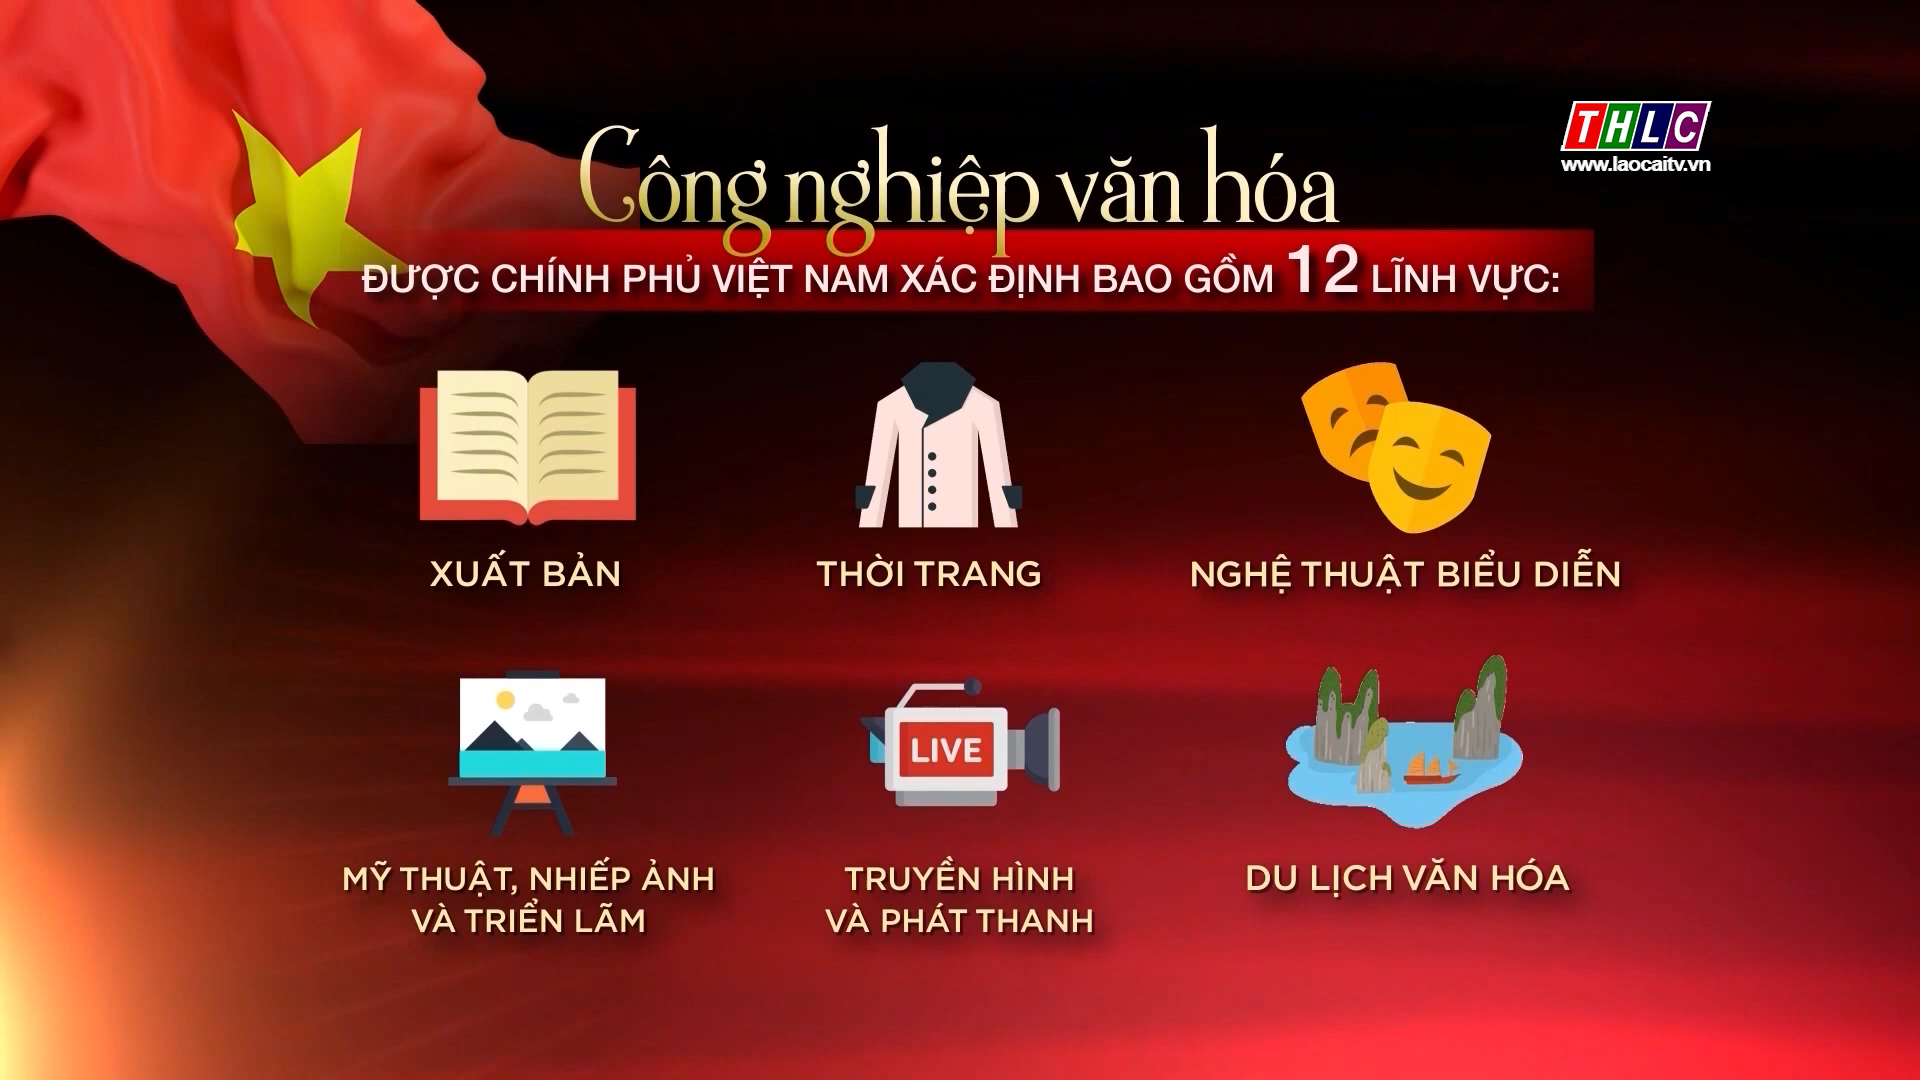 THLC
www.laocaitv.vn
Công nghiệp văn hóa
ĐƯỢC CHÍNH PHỦ VIỆT NAM XÁC ĐỊNH BAO GỒM 12 LĨNH VỰC:
XUẤT BẢN
THỜI TRANG
NGHỆ THUẬT BIỂU DIỄN
LIVE
MỸ THUẬT, NHIẾP ẢNH
VÀ TRIỂN LÃM
TRUYỀN HÌNH
VÀ PHÁT THANH
DU LỊCH VĂN HÓA